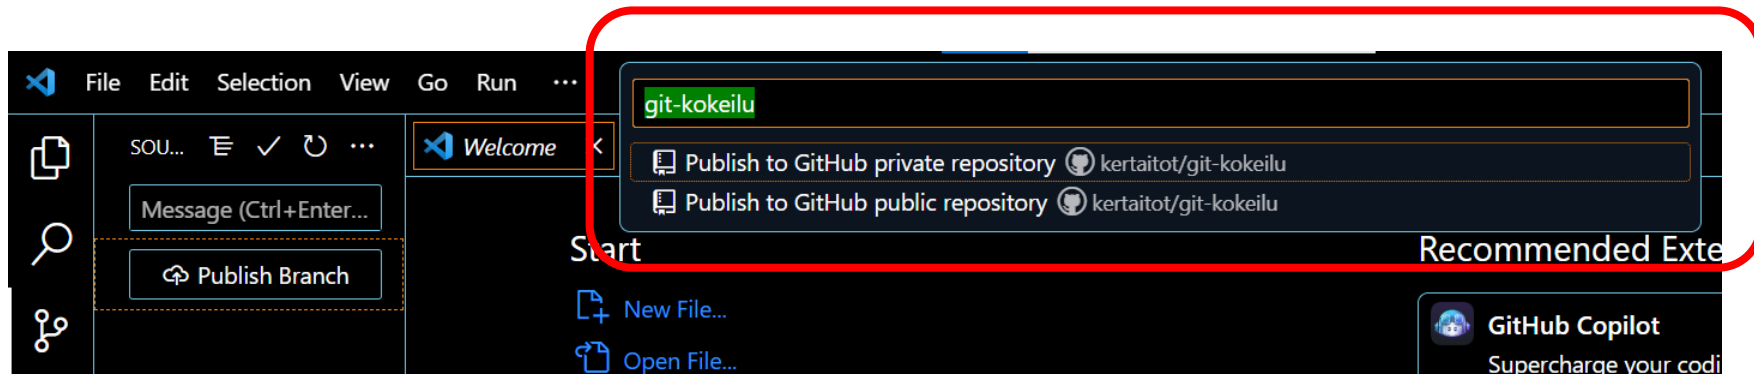 File Edit Selection View Go Run ···
git-kokeilu
SOU... ···
Welcome
Publish to GitHub private repository kertaitot/git-kokeilu
Publish to GitHub public repository kertaitot/git-kokeilu
Message (Ctrl+Enter...
Publish Branch
Start
New File...
Open File...
Recommended Exte
GitHub Copilot
Supercharge your codi